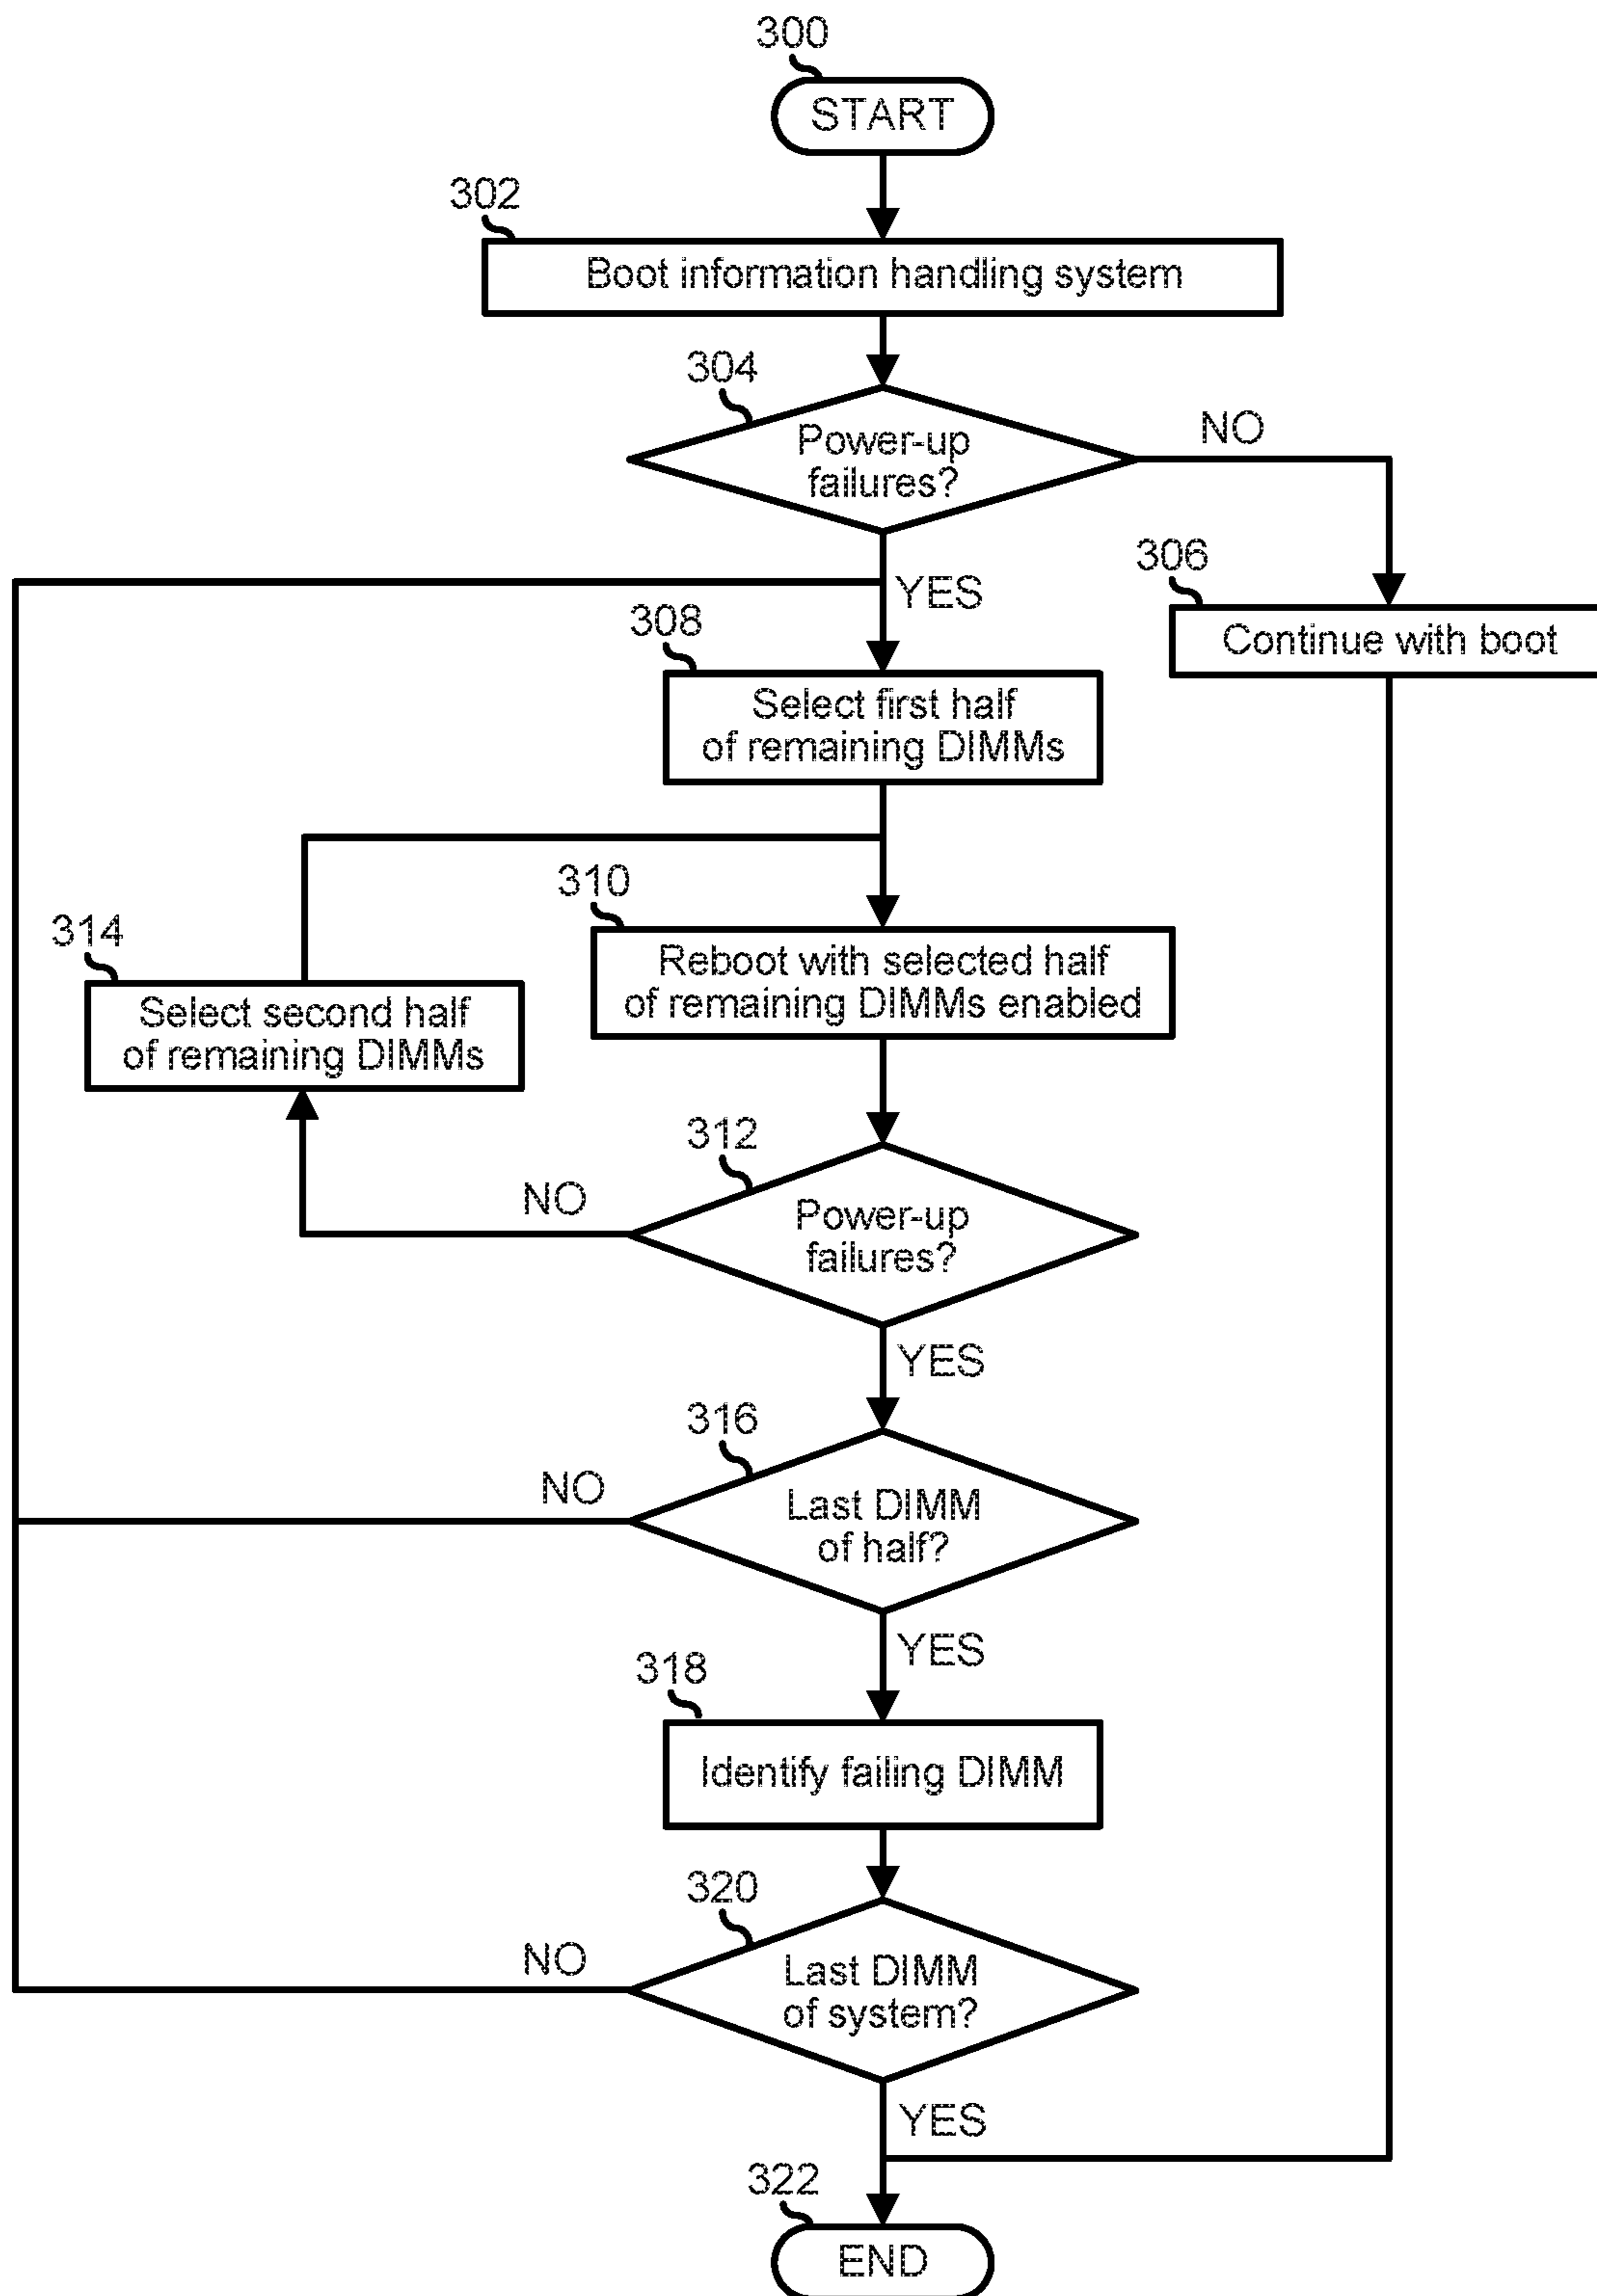 300
START
302
Boot information handling system
304
Power-up
failures?
NO
YES
306
Continue with boot
308
Select first half
of remaining DIMMs
310
Reboot with selected half
of remaining DIMMs enabled
314
Select second half
of remaining DIMMs
312
Power-up
failures?
NO
YES
316
Last DIMM
of half?
NO
YES
318
Identify failing DIMM
320
Last DIMM
of system?
NO
YES
322
END